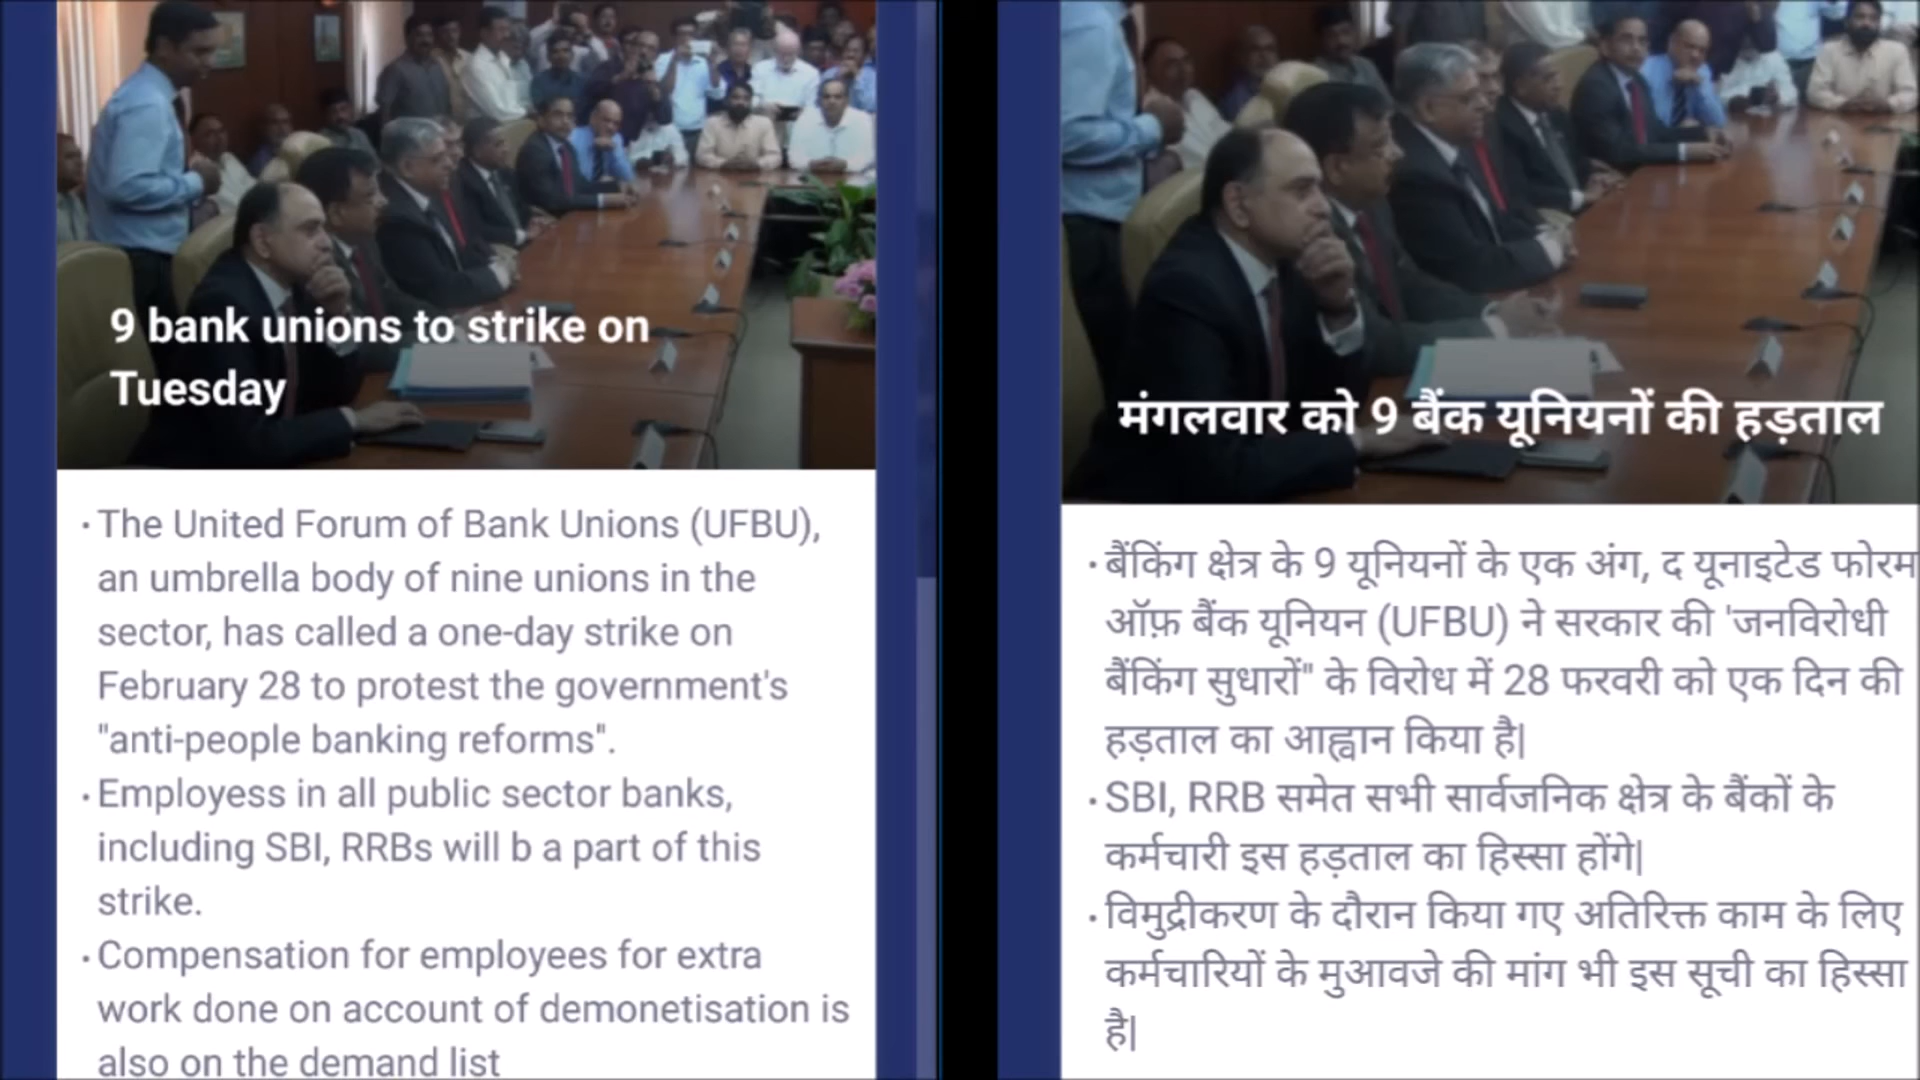 9 bank unions to strike on
Tuesday
· The United Forum of Bank Unions (UFBU),
an umbrella body of nine unions in the
sector, has called a one-day strike on
February 28 to protest the government's
"anti-people banking reforms".
· Employess in all public sector banks,
including SBI, RRBs will b a part of this
strike.
· Compensation for employees for extra
work done on account of demonetisation is
also on the demand list
मंगलवार को 9 बैंक यूनियनों की हड़ताल
· बैंकिंग क्षेत्र के 9 यूनियनों के एक अंग, द यूनाइटेड फोरम
ऑफ़ बैंक यूनियन (UFBU) ने सरकार की 'जनविरोधी
बैंकिंग सुधारों" के विरोध में 28 फरवरी को एक दिन की
हड़ताल का आह्वान किया है|
· SBI, RRB समेत सभी सार्वजनिक क्षेत्र के बैंकों के
कर्मचारी इस हड़ताल का हिस्सा होंगे|
· विमुद्रीकरण के दौरान किया गए अतिरिक्त काम के लिए
कर्मचारियों के मुआवजे की मांग भी इस सूची का हिस्सा
है|